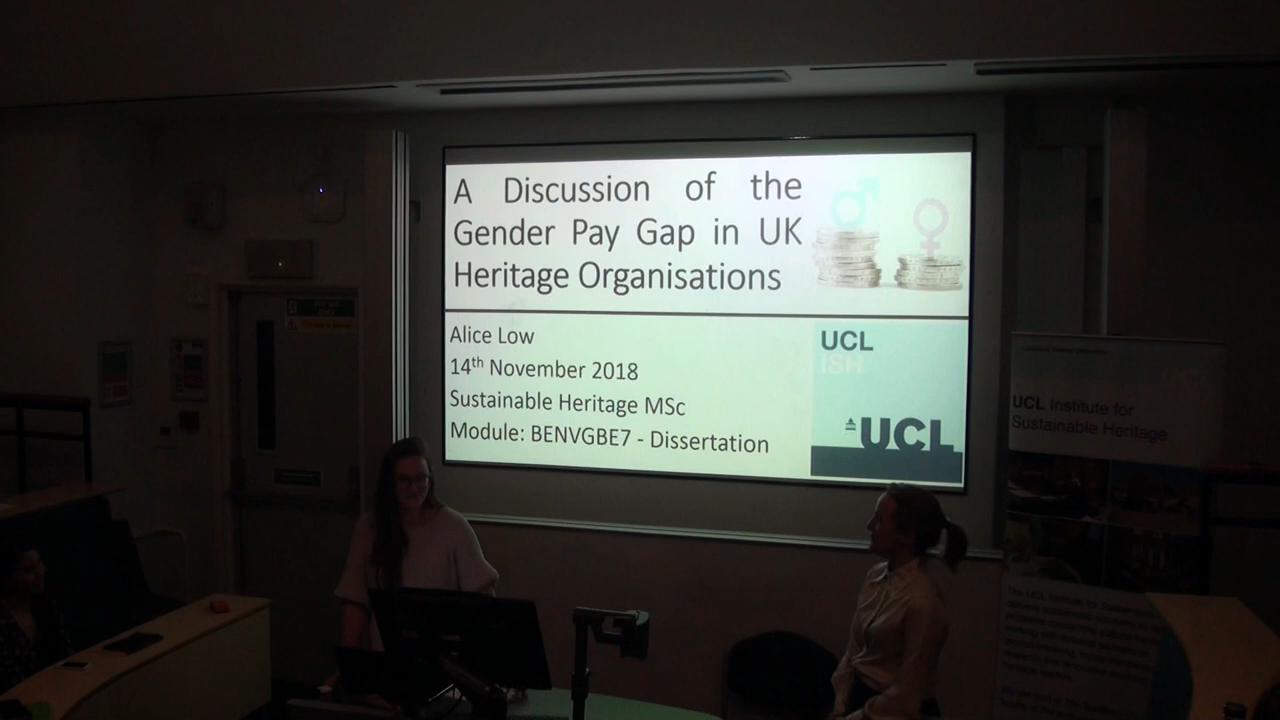 A Discussion of the
Gender Pay Gap in UK
Heritage Organisations
Alice Low
14th November 2018
Sustainable Heritage MSc
Module: BENVGBE7 - Dissertation
UCL
ISH
UCL
UCL Institute for
Sustainable Heritage